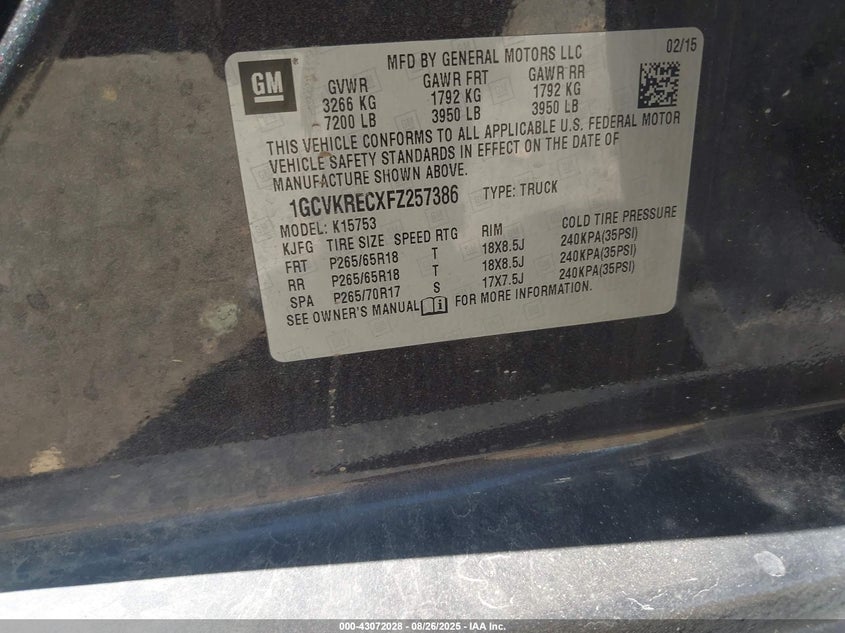 MFD BY GENERAL MOTORS LLC 02/15
GM
GVWR GAWR FRT GAWR RR
3266 KG 1792 KG 1792 KG
7200 LB 3950 LB 3950 LB
THIS VEHICLE CONFORMS TO ALL APPLICABLE U.S. FEDERAL MOTOR
VEHICLE SAFETY STANDARDS IN EFFECT ON THE DATE OF
MANUFACTURE SHOWN ABOVE.
1GCVKRECXFZ257386 TYPE: TRUCK
MODEL: K15753
KJFG TIRE SIZE SPEED RTG RIM COLD TIRE PRESSURE
FRT P265/65R18 T 18X8.5J 240KPA(35PSI)
RR P265/65R18 T 18X8.5J 240KPA(35PSI)
SPA P265/70R17 S 17X7.5J 240KPA(35PSI)
SEE OWNER'S MANUAL FOR MORE INFORMATION.
000-43072028 - 08/26/2025 - IAA Inc.